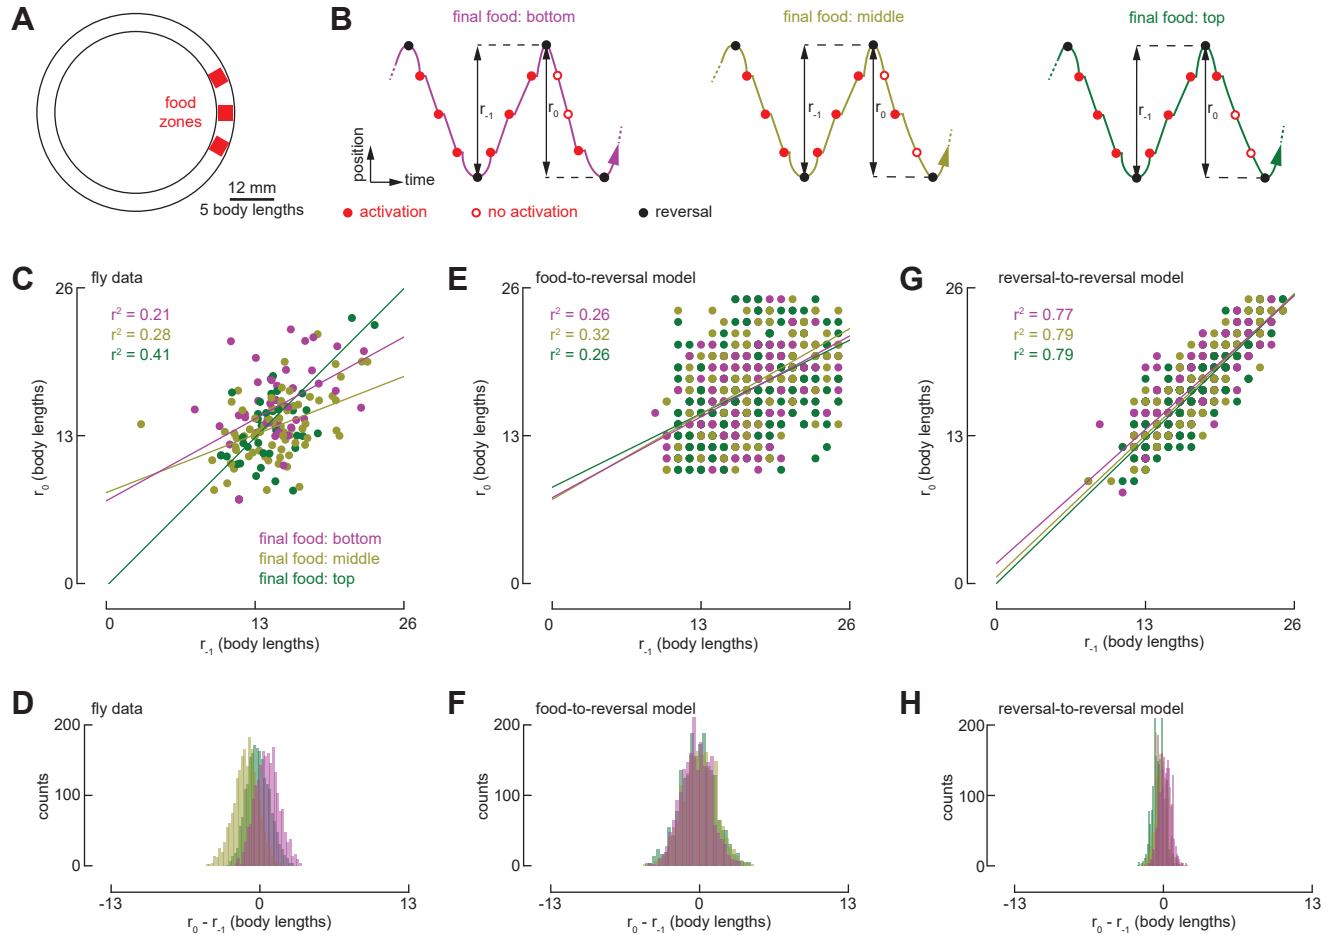 A
food
zones
12 mm
5 body lengths
B
final food: bottom
final food: middle
final food: top
r-1
r0
r-1
r0
r-1
r0
position
time
activation
no activation
reversal
C
fly data
26
r² = 0.21
r² = 0.28
r² = 0.41
13
r0 (body lengths)
final food: bottom
final food: middle
final food: top
0
0
13
26
r-1 (body lengths)
E
food-to-reversal model
26
r² = 0.26
r² = 0.32
r² = 0.26
13
r0 (body lengths)
0
0
13
26
r-1 (body lengths)
G
reversal-to-reversal model
26
r² = 0.77
r² = 0.79
r² = 0.79
13
r0 (body lengths)
0
0
13
26
r-1 (body lengths)
D
fly data
200
100
0
counts
-13
0
13
r0 - r-1 (body lengths)
F
food-to-reversal model
200
100
0
counts
-13
0
13
r0 - r-1 (body lengths)
H
reversal-to-reversal model
200
100
0
counts
-13
0
13
r0 - r-1 (body lengths)